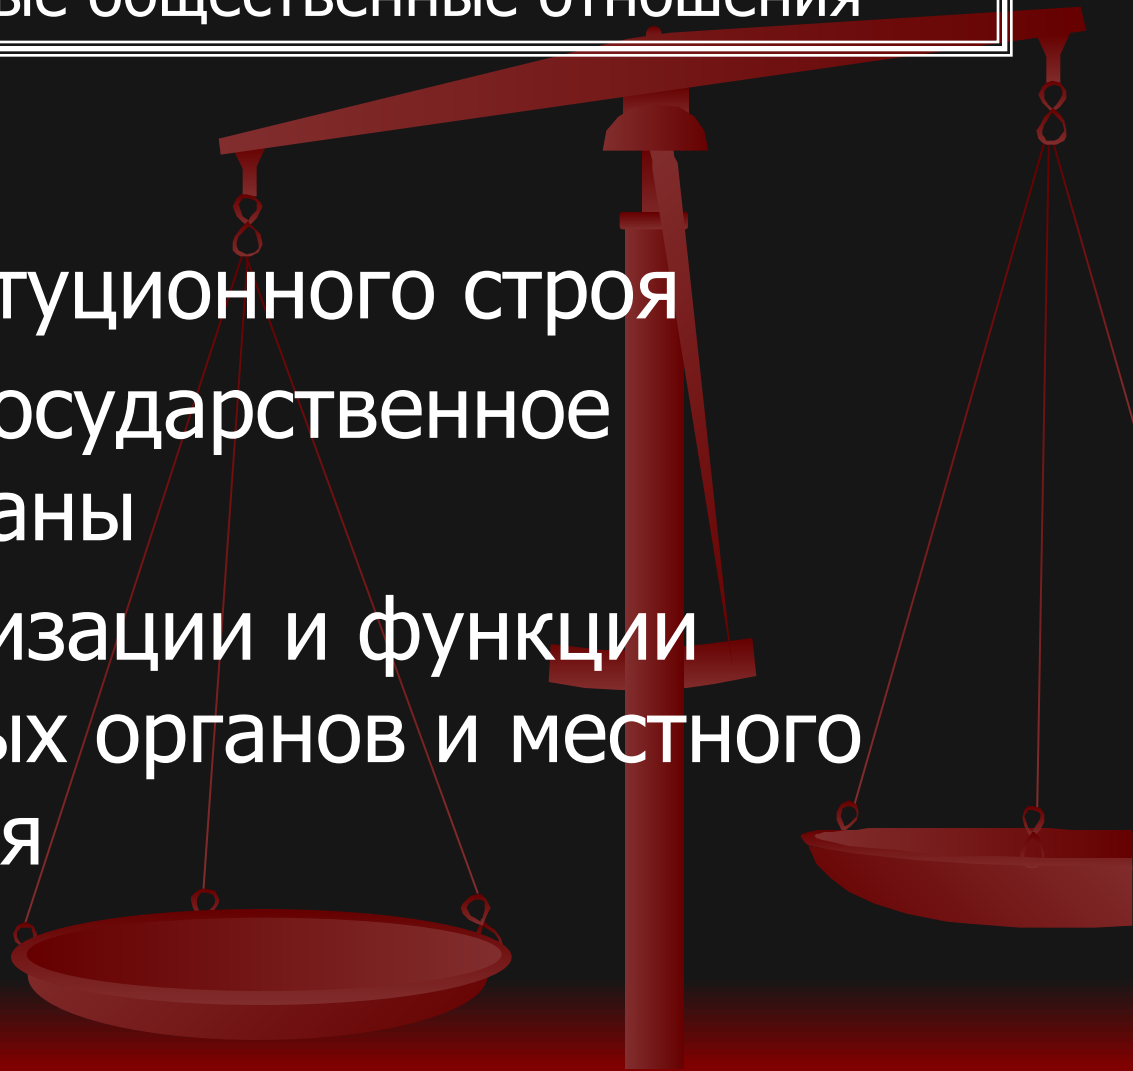 ые общественные отношения
туционного строя
осударственное
аны
изации и функции
ых органов и местного
я